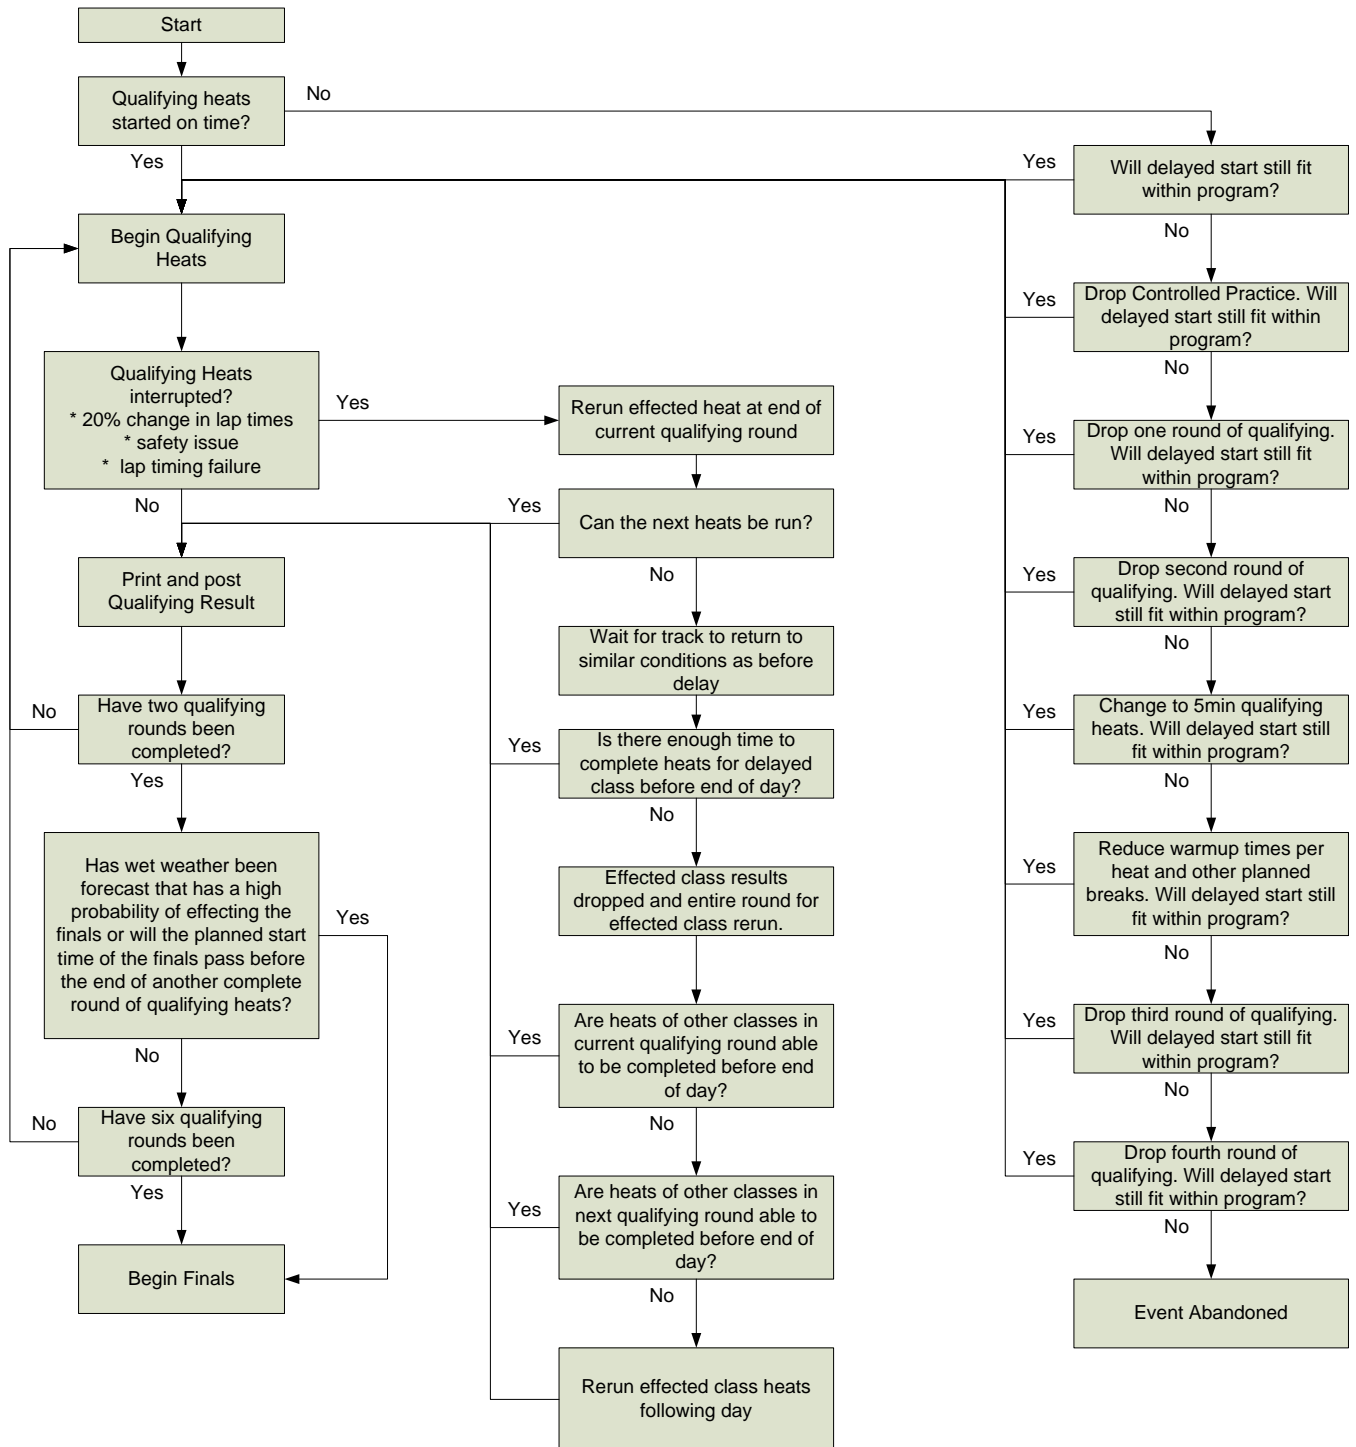 Start
Qualifying heats
started on time?
No
Yes
Begin Qualifying
Heats
Qualifying Heats
interrupted?
* 20% change in lap times
* safety issue
* lap timing failure
Yes
No
Print and post
Qualifying Result
Have two qualifying
rounds been
completed?
No
Yes
Has wet weather been
forecast that has a high
probability of effecting the
finals or will the planned start
time of the finals pass before
the end of another complete
round of qualifying heats?
Yes
No
Have six qualifying
rounds been
completed?
No
Yes
Begin Finals
Rerun effected heat at end of
current qualifying round
Can the next heats be run?
Yes
No
Wait for track to return to
similar conditions as before
delay
Is there enough time to
complete heats for delayed
class before end of day?
Yes
No
Effected class results
dropped and entire round for
effected class rerun.
Are heats of other classes in
current qualifying round able
to be completed before end
of day?
Yes
No
Are heats of other classes in
next qualifying round able to
be completed before end of
day?
Yes
No
Rerun effected class heats
following day
Will delayed start still fit
within program?
Yes
No
Drop Controlled Practice. Will
delayed start still fit within
program?
Yes
No
Drop one round of qualifying.
Will delayed start still fit
within program?
Yes
No
Drop second round of
qualifying. Will delayed start
still fit within program?
Yes
No
Change to 5min qualifying
heats. Will delayed start still
fit within program?
Yes
No
Reduce warmup times per
heat and other planned
breaks. Will delayed start still
fit within program?
Yes
No
Drop third round of qualifying.
Will delayed start still fit
within program?
Yes
No
Drop fourth round of
qualifying. Will delayed start
still fit within program?
Yes
No
Event Abandoned